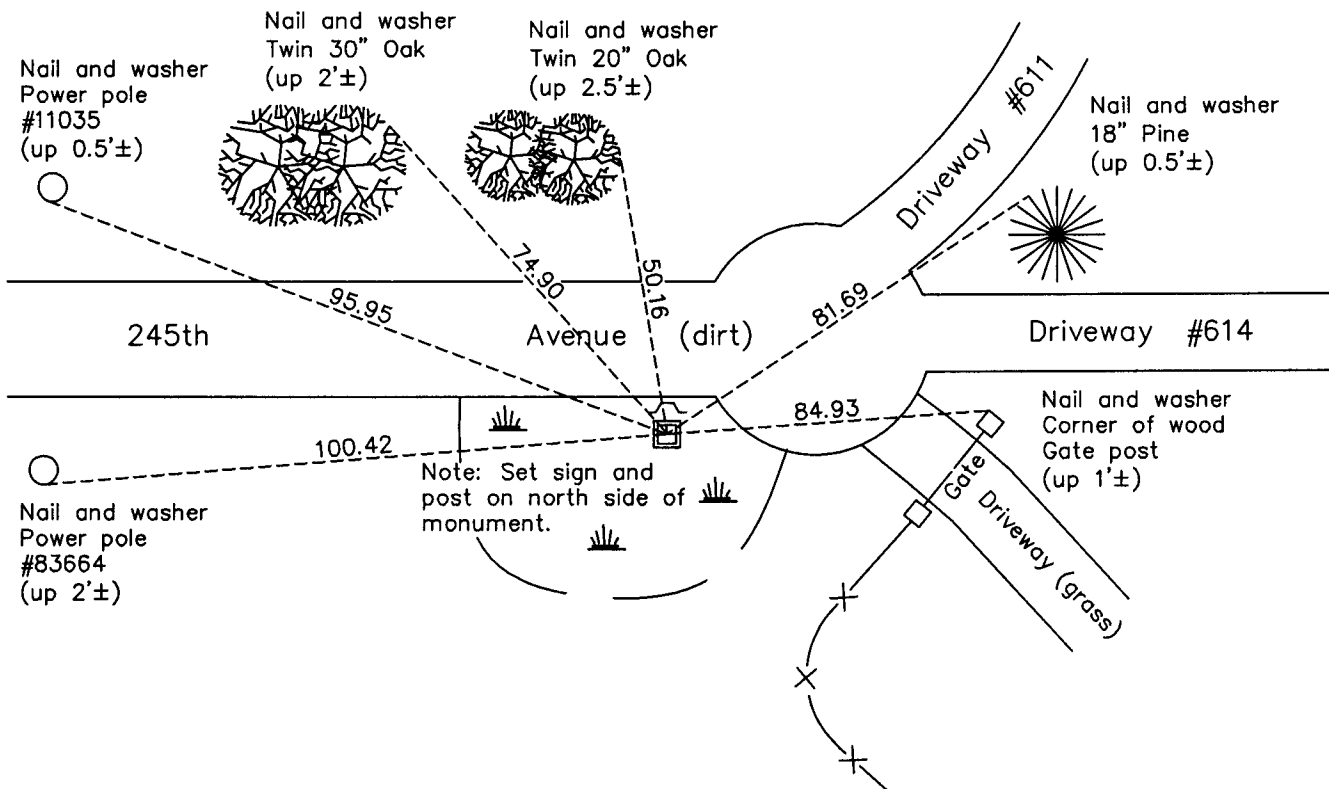 Nail and washer
Power pole
#11035
(up 0.5'±)
Nail and washer
Twin 30" Oak
(up 2'±)
Nail and washer
Twin 20" Oak
(up 2.5'±)
Driveway #611
Nail and washer
18" Pine
(up 0.5'±)
95.95
74.90
50.16
81.69
245th Avenue (dirt)
Driveway #614
100.42
84.93
Note: Set sign and
post on north side of
monument.
Nail and washer
Corner of wood
Gate post
(up 1'±)
Gate
Driveway (grass)
Nail and washer
Power pole
#83664
(up 2'±)